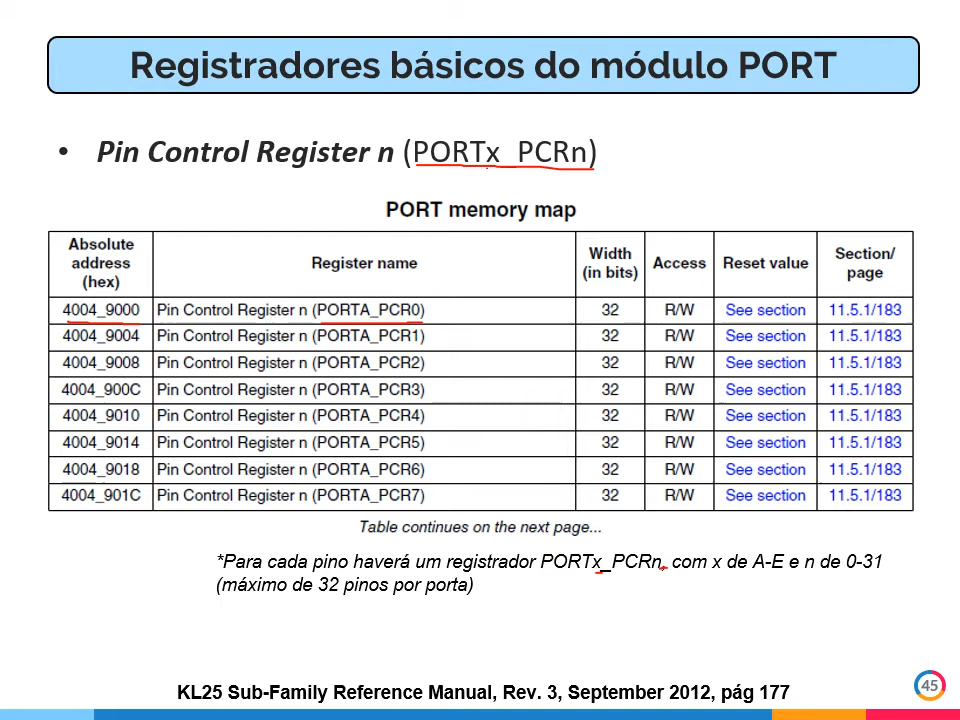 Registradores básicos do módulo PORT
• Pin Control Register n (PORTx_PCRn)
PORT memory map
Absolute address (hex) Register name Width (in bits) Access Reset value Section/ page
4004_9000 Pin Control Register n (PORTA_PCR0) 32 R/W See section 11.5.1/183
4004_9004 Pin Control Register n (PORTA_PCR1) 32 R/W See section 11.5.1/183
4004_9008 Pin Control Register n (PORTA_PCR2) 32 R/W See section 11.5.1/183
4004_900C Pin Control Register n (PORTA_PCR3) 32 R/W See section 11.5.1/183
4004_9010 Pin Control Register n (PORTA_PCR4) 32 R/W See section 11.5.1/183
4004_9014 Pin Control Register n (PORTA_PCR5) 32 R/W See section 11.5.1/183
4004_9018 Pin Control Register n (PORTA_PCR6) 32 R/W See section 11.5.1/183
4004_901C Pin Control Register n (PORTA_PCR7) 32 R/W See section 11.5.1/183
Table continues on the next page...
*Para cada pino haverá um registrador PORTx_PCRn, com x de A-E e n de 0-31
(máximo de 32 pinos por porta)
KL25 Sub-Family Reference Manual, Rev. 3, September 2012, pág 177
45